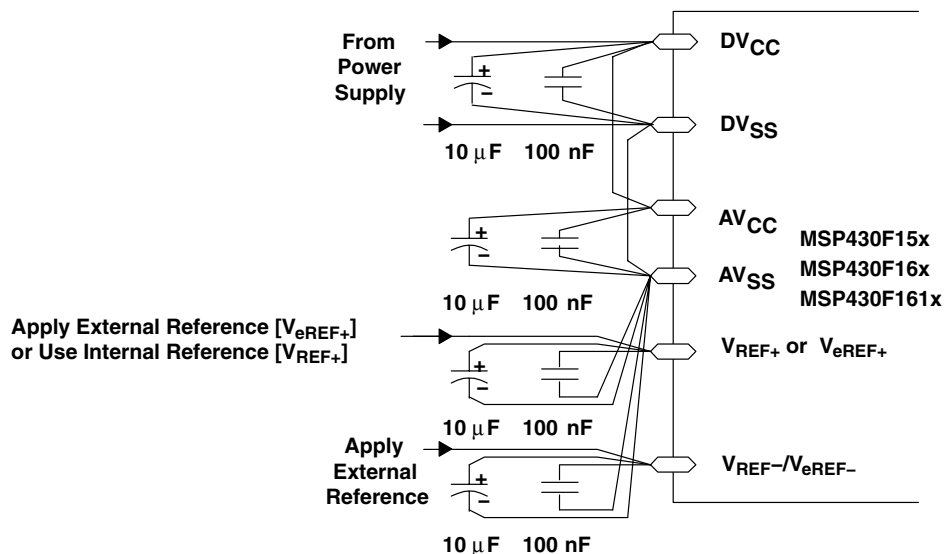 From
Power
Supply
DVCC
+
−
DVSS
10 μF 100 nF
AVCC
+
−
MSP430F15x
AVSS
MSP430F16x
MSP430F161x
10 μF 100 nF
Apply External Reference [VeREF+]
or Use Internal Reference [VREF+]
VREF+ or VeREF+
+
−
10 μF 100 nF
Apply
External
Reference
VREF−/VeREF−
+
−
10 μF 100 nF